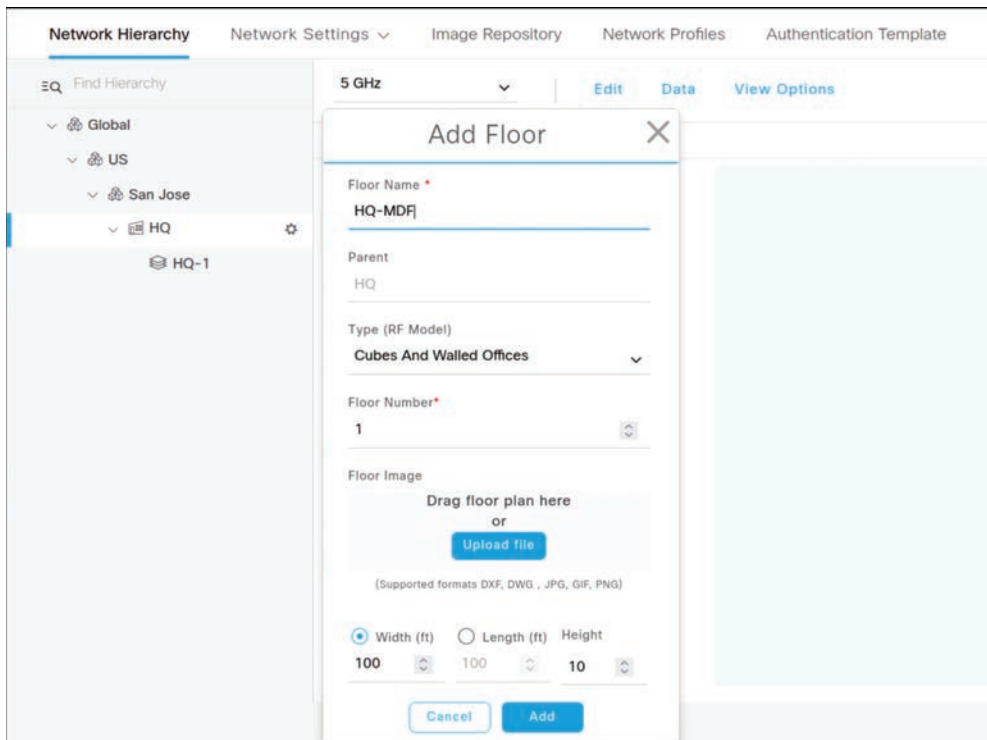 Network Hierarchy Network Settings Image Repository Network Profiles Authentication Template
Find Hierarchy
5 GHz Edit Data View Options
Global
US
San Jose
HQ
HQ-1
Add Floor
Floor Name *
HQ-MDF
Parent
HQ
Type (RF Model)
Cubes And Walled Offices
Floor Number*
1
Floor Image
Drag floor plan here
or
Upload file
(Supported formats DXF, DWG , JPG, GIF, PNG)
Width (ft) Length (ft) Height
100 100 10
Cancel Add